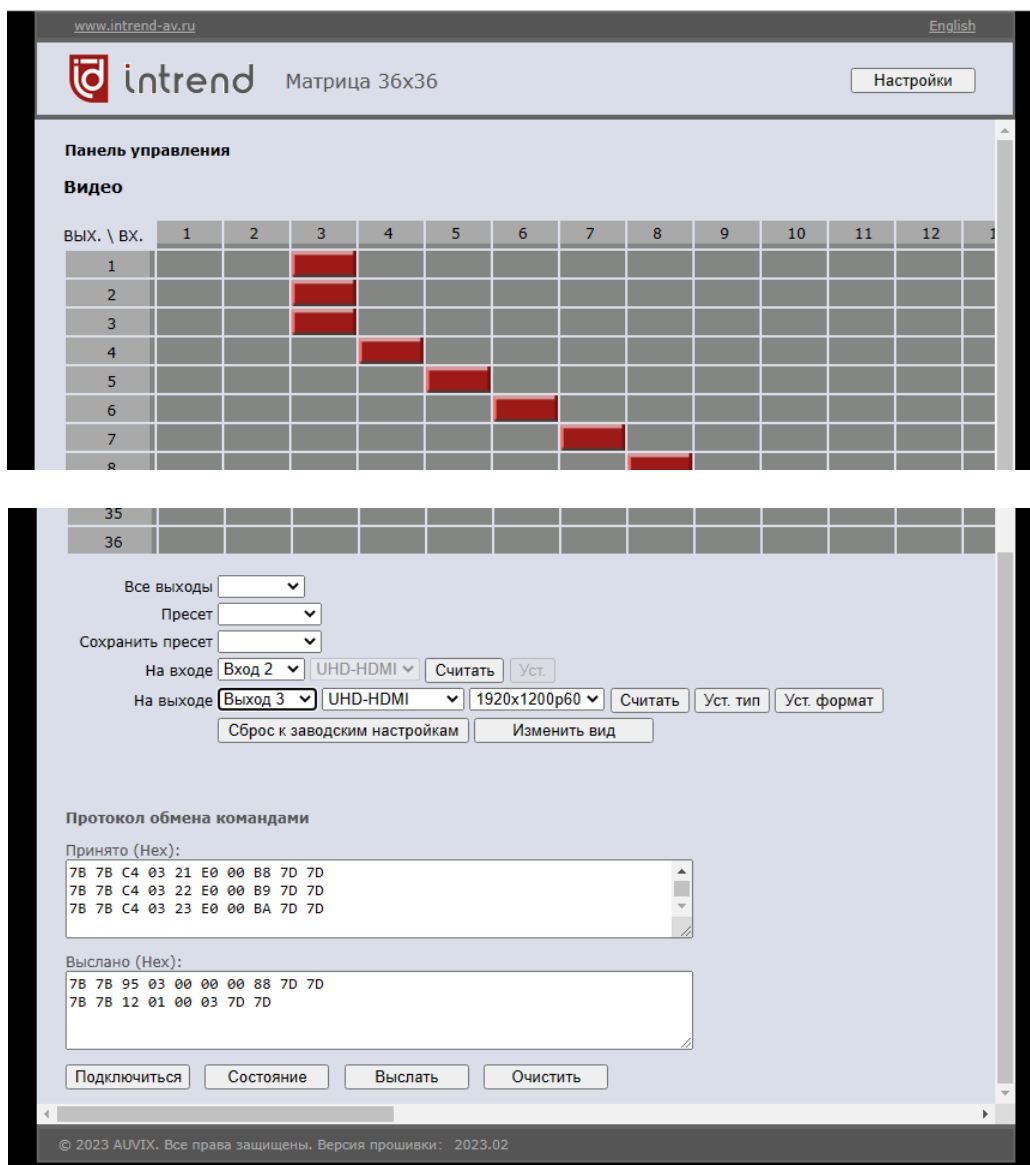 www.intrend-av.ru English
intrend Матрица 36x36 Настройки
Панель управления
Видео
ВЫХ. \ ВХ. 1 2 3 4 5 6 7 8 9 10 11 12 1
1
2
3
4
5
6
7
8
35
36
Все выходы
Пресет
Сохранить пресет
На входе Вход 2 UHD-HDMI Считать Уст.
На выходе Выход 3 UHD-HDMI 1920x1200p60 Считать Уст. тип Уст. формат
Сброс к заводским настройкам Изменить вид
Протокол обмена командами
Принято (Hex):
7B 7B C4 03 21 E0 00 B8 7D 7D
7B 7B C4 03 22 E0 00 B9 7D 7D
7B 7B C4 03 23 E0 00 BA 7D 7D
Выслано (Hex):
7B 7B 95 03 00 00 00 88 7D 7D
7B 7B 12 01 00 03 7D 7D
Подключиться Состояние Выслать Очистить
© 2023 AUVIX. Все права защищены. Версия прошивки: 2023.02